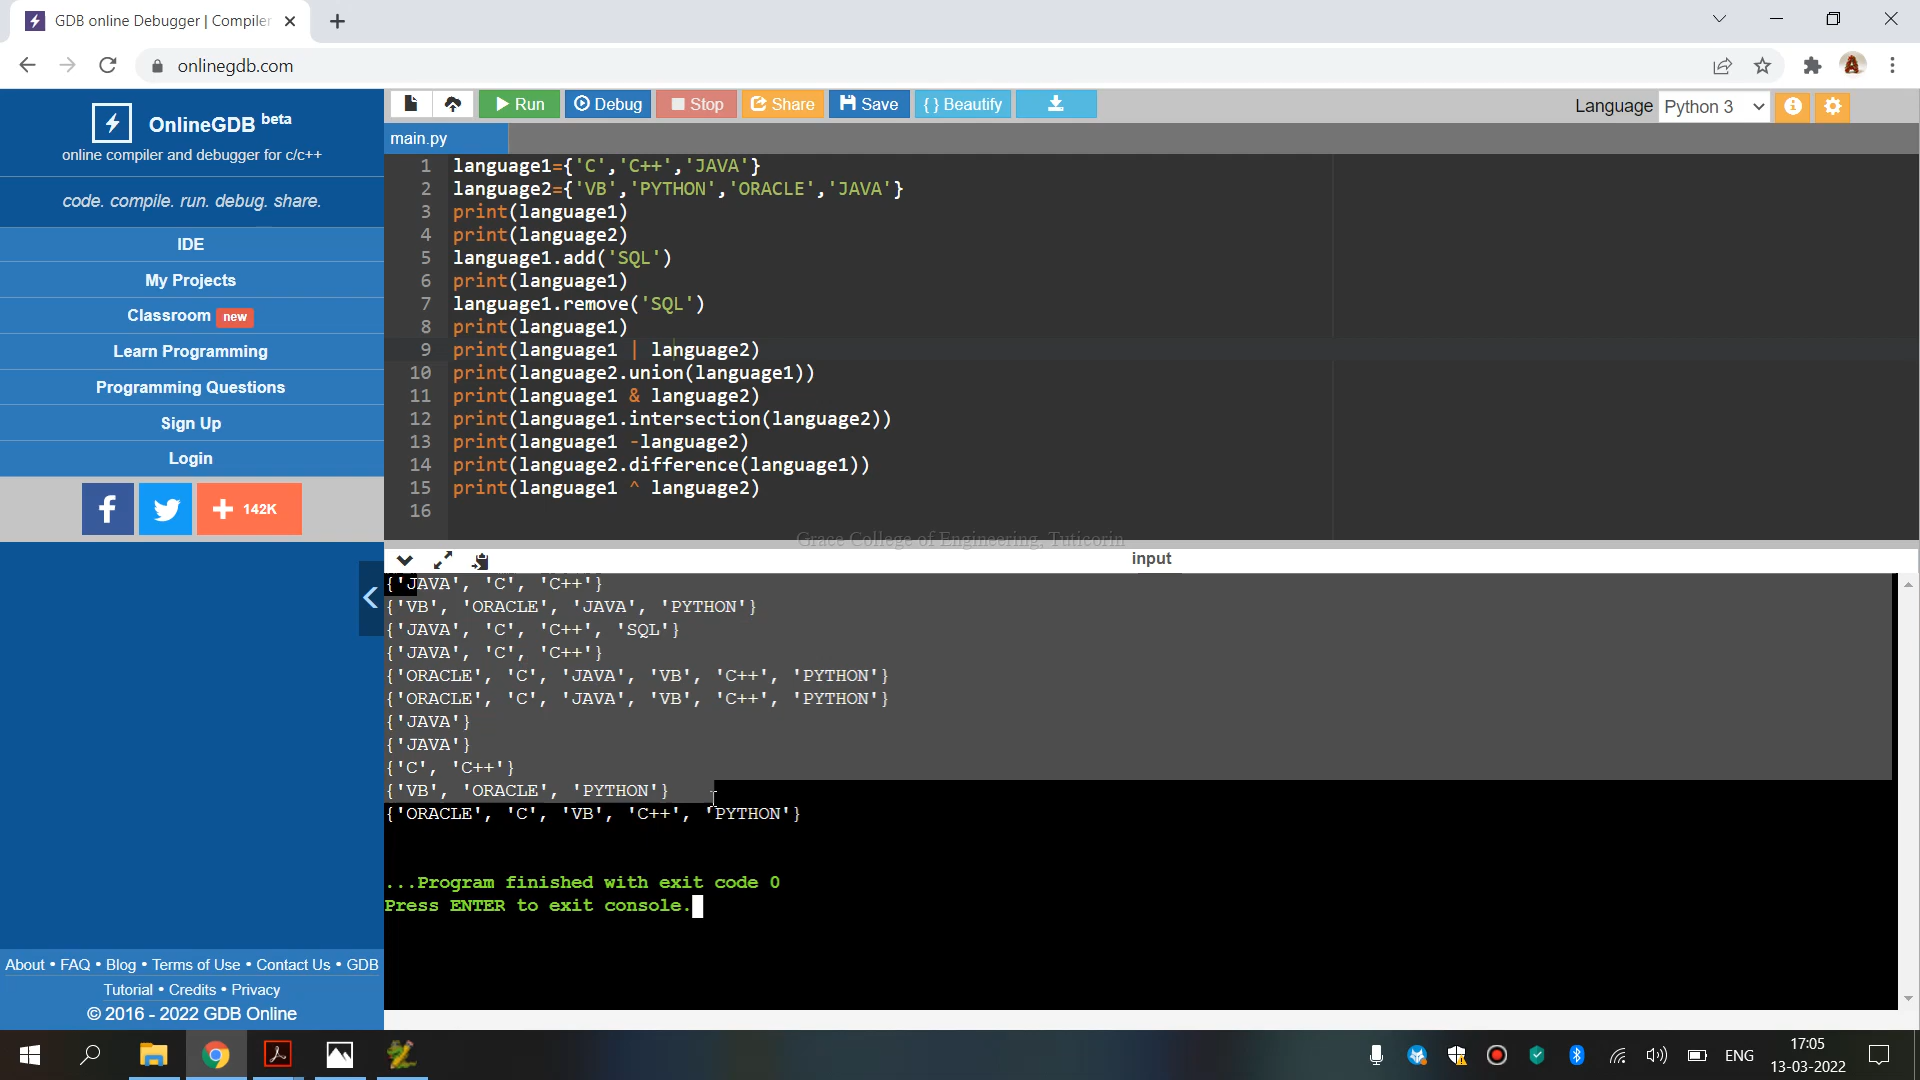 GDB online Debugger | Compiler
onlinegdb.com
OnlineGDB beta
online compiler and debugger for c/c++
code. compile. run. debug. share.
IDE
My Projects
Classroom new
Learn Programming
Programming Questions
Sign Up
Login
142K
Run Debug Stop Share Save {} Beautify
Language Python 3
main.py
1 language1={'C','C++','JAVA'}
2 language2={'VB','PYTHON','ORACLE','JAVA'}
3 print(language1)
4 print(language2)
5 language1.add('SQL')
6 print(language1)
7 language1.remove('SQL')
8 print(language1)
9 print(language1 | language2)
10 print(language2.union(language1))
11 print(language1 & language2)
12 print(language1.intersection(language2))
13 print(language1 -language2)
14 print(language2.difference(language1))
15 print(language1 ^ language2)
16
Grace College of Engineering, Tuticorin
input
{'JAVA', 'C', 'C++'}
{'VB', 'ORACLE', 'JAVA', 'PYTHON'}
{'JAVA', 'C', 'C++', 'SQL'}
{'JAVA', 'C', 'C++'}
{'ORACLE', 'C', 'JAVA', 'VB', 'C++', 'PYTHON'}
{'ORACLE', 'C', 'JAVA', 'VB', 'C++', 'PYTHON'}
{'JAVA'}
{'JAVA'}
{'C', 'C++'}
{'VB', 'ORACLE', 'PYTHON'}
{'ORACLE', 'C', 'VB', 'C++', 'PYTHON'}
...Program finished with exit code 0
Press ENTER to exit console.
About • FAQ • Blog • Terms of Use • Contact Us • GDB
Tutorial • Credits • Privacy
© 2016 - 2022 GDB Online
ENG
17:05
13-03-2022